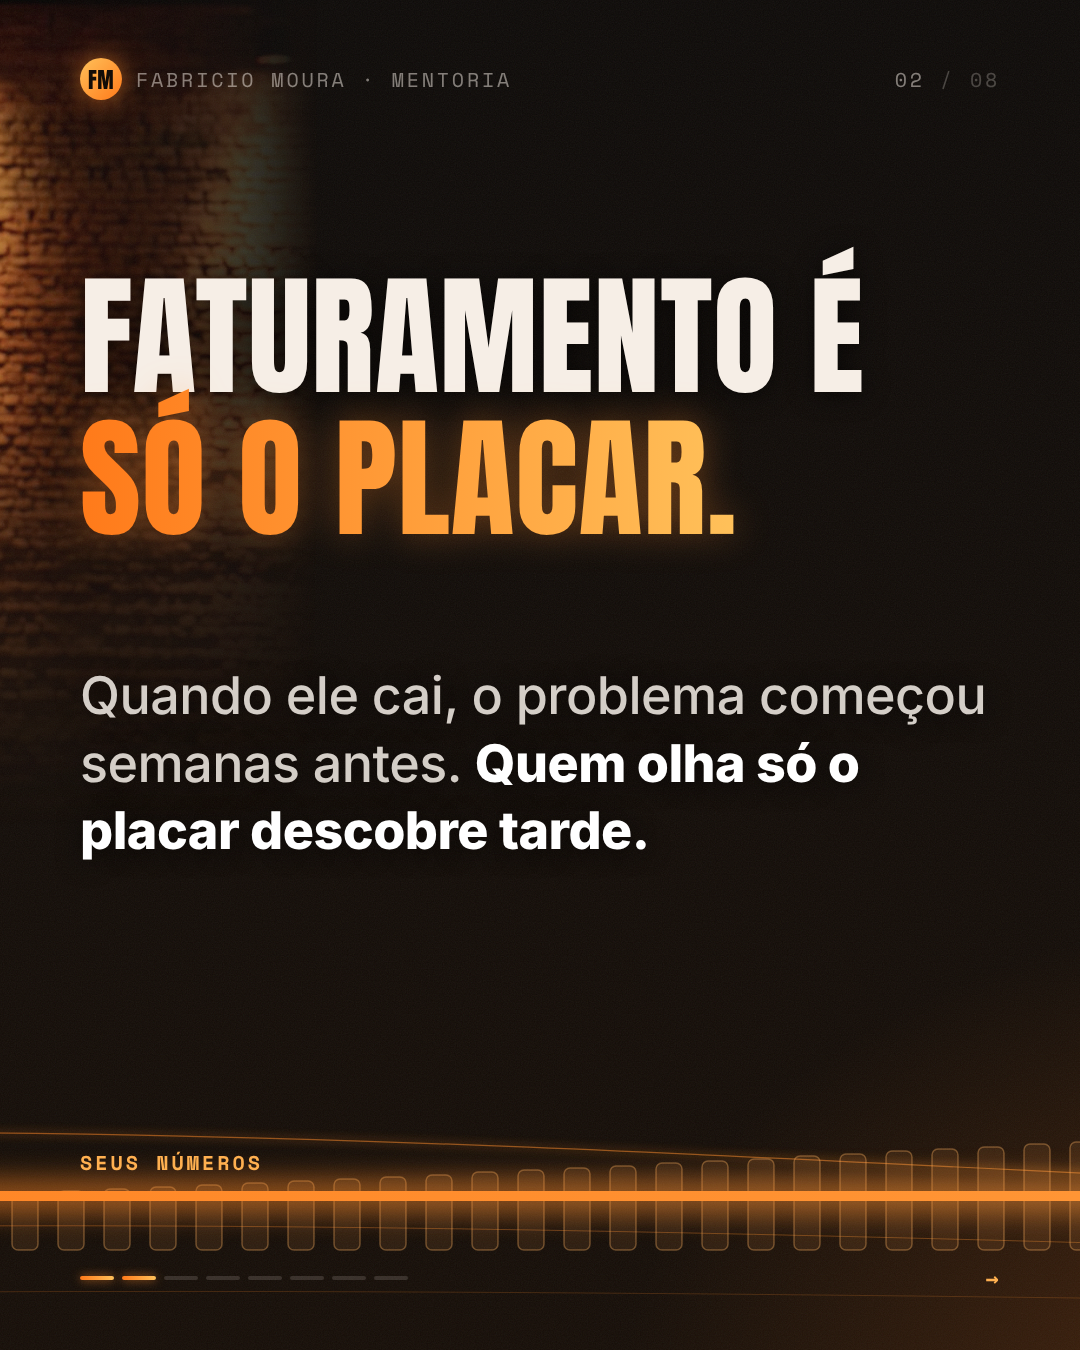 FM FABRICIO MOURA · MENTORIA
02 / 08
FATURAMENTO É
SÓ O PLACAR.
Quando ele cai, o problema começou
semanas antes. Quem olha só o
placar descobre tarde.
SEUS NÚMEROS
→